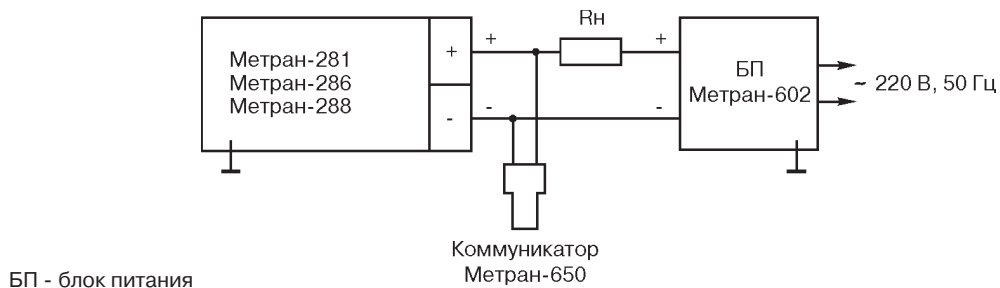 Rн
+ +
+
Метран-281
Метран-286
Метран-288
БП
Метран-602
~ 220 В, 50 Гц
- -
-
Коммуникатор
Метран-650
БП - блок питания